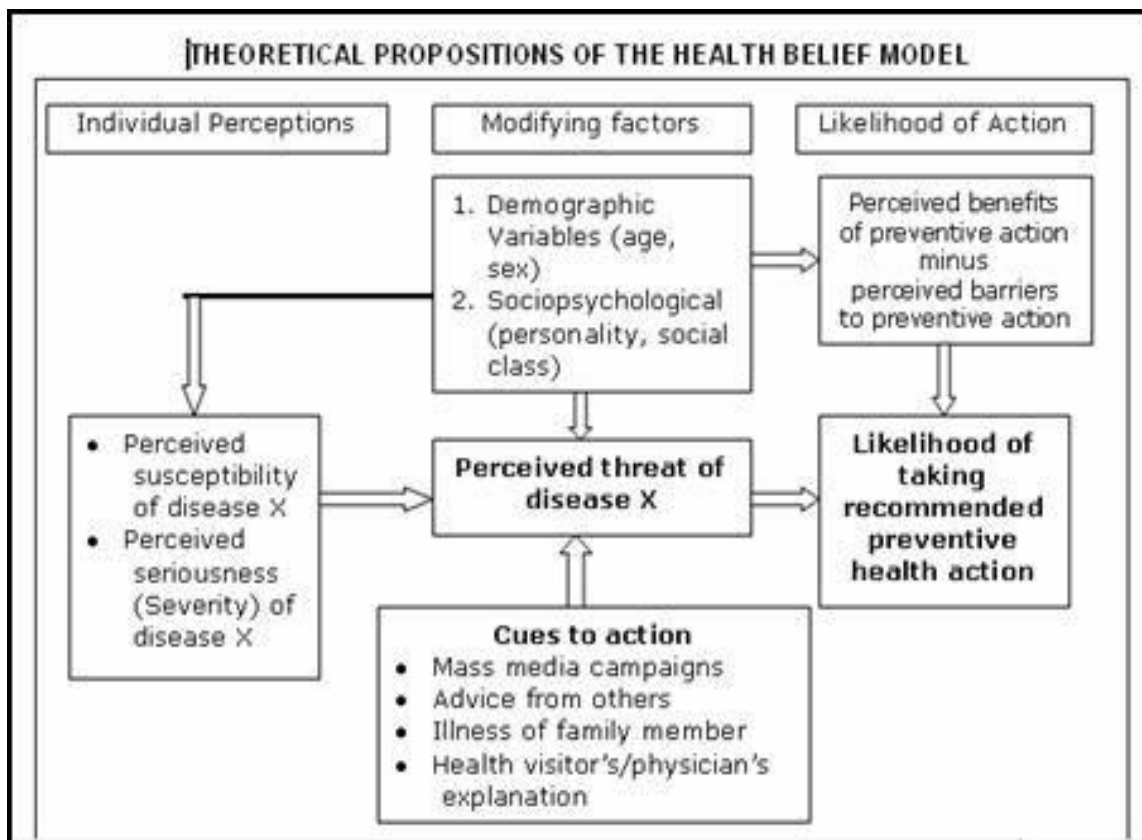 THEORETICAL PROPOSITIONS OF THE HEALTH BELIEF MODEL
Individual Perceptions
Modifying factors
Likelihood of Action
1. Demographic
Variables (age,
sex)
2. Sociopsychological
(personality, social
class)
Perceived benefits
of preventive action
minus
perceived barriers
to preventive action
• Perceived
susceptibility
of disease X
• Perceived
seriousness
(Severity) of
disease X
Perceived threat of
disease X
Likelihood of
taking
recommended
preventive
health action
Cues to action
• Mass media campaigns
• Advice from others
• Illness of family member
• Health visitor's/physician's
explanation